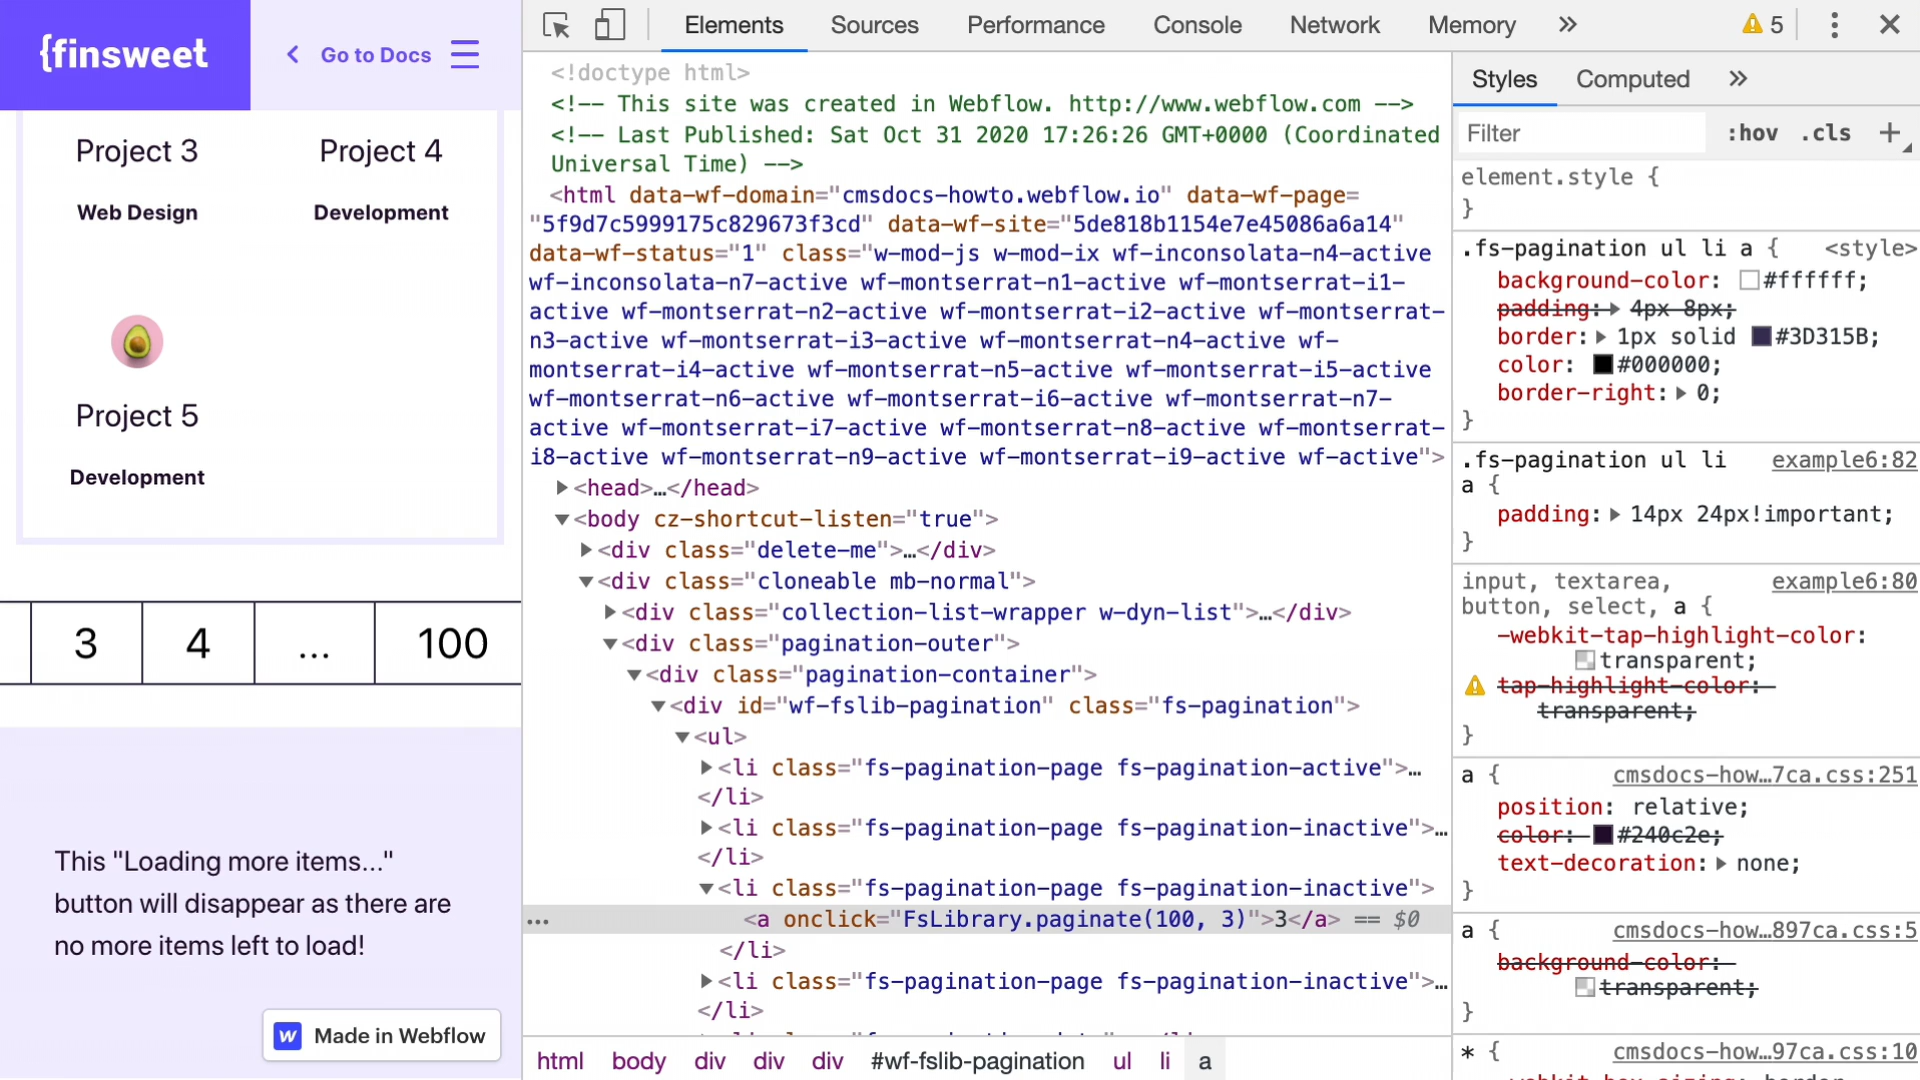 {finsweet
Go to Docs
Project 3
Project 4
Web Design
Development
Project 5
Development
3
4
...
100
This "Loading more items..."
button will disappear as there are
no more items left to load!
Made in Webflow
Elements
Sources
Performance
Console
Network
Memory
»
5
<!doctype html>
<!-- This site was created in Webflow. http://www.webflow.com -->
<!-- Last Published: Sat Oct 31 2020 17:26:26 GMT+0000 (Coordinated
Universal Time) -->
<html data-wf-domain="cmsdocs-howto.webflow.io" data-wf-page=
"5f9d7c5999175c829673f3cd" data-wf-site="5de818b1154e7e45086a6a14"
data-wf-status="1" class="w-mod-js w-mod-ix wf-inconsolata-n4-active
wf-inconsolata-n7-active wf-montserrat-n1-active wf-montserrat-i1-
active wf-montserrat-n2-active wf-montserrat-i2-active wf-montserrat-
n3-active wf-montserrat-i3-active wf-montserrat-n4-active wf-
montserrat-i4-active wf-montserrat-n5-active wf-montserrat-i5-active
wf-montserrat-n6-active wf-montserrat-i6-active wf-montserrat-n7-
active wf-montserrat-i7-active wf-montserrat-n8-active wf-montserrat-
i8-active wf-montserrat-n9-active wf-montserrat-i9-active wf-active">
<head>…</head>
<body cz-shortcut-listen="true">
<div class="delete-me">…</div>
<div class="cloneable mb-normal">
<div class="collection-list-wrapper w-dyn-list">…</div>
<div class="pagination-outer">
<div class="pagination-container">
<div id="wf-fslib-pagination" class="fs-pagination">
<ul>
<li class="fs-pagination-page fs-pagination-active">…
</li>
<li class="fs-pagination-page fs-pagination-inactive">…
</li>
<li class="fs-pagination-page fs-pagination-inactive">
<a onclick="FsLibrary.paginate(100, 3)">3</a> == $0
</li>
<li class="fs-pagination-page fs-pagination-inactive">…
</li>
html
body
div
div
div
#wf-fslib-pagination
ul
li
a
Styles
Computed
»
Filter
:hov
.cls
+
element.style {
}
.fs-pagination ul li a {
<style>
background-color: #ffffff;
padding: 4px 8px;
border: 1px solid #3D315B;
color: #000000;
border-right: 0;
}
.fs-pagination ul li
example6:82
a {
padding: 14px 24px!important;
}
input, textarea,
example6:80
button, select, a {
-webkit-tap-highlight-color:
transparent;
tap-highlight-color:
transparent;
}
a {
cmsdocs-how…7ca.css:251
position: relative;
color: #240c2e;
text-decoration: none;
}
a {
cmsdocs-how…897ca.css:5
background-color:
transparent;
}
* {
cmsdocs-how…97ca.css:10